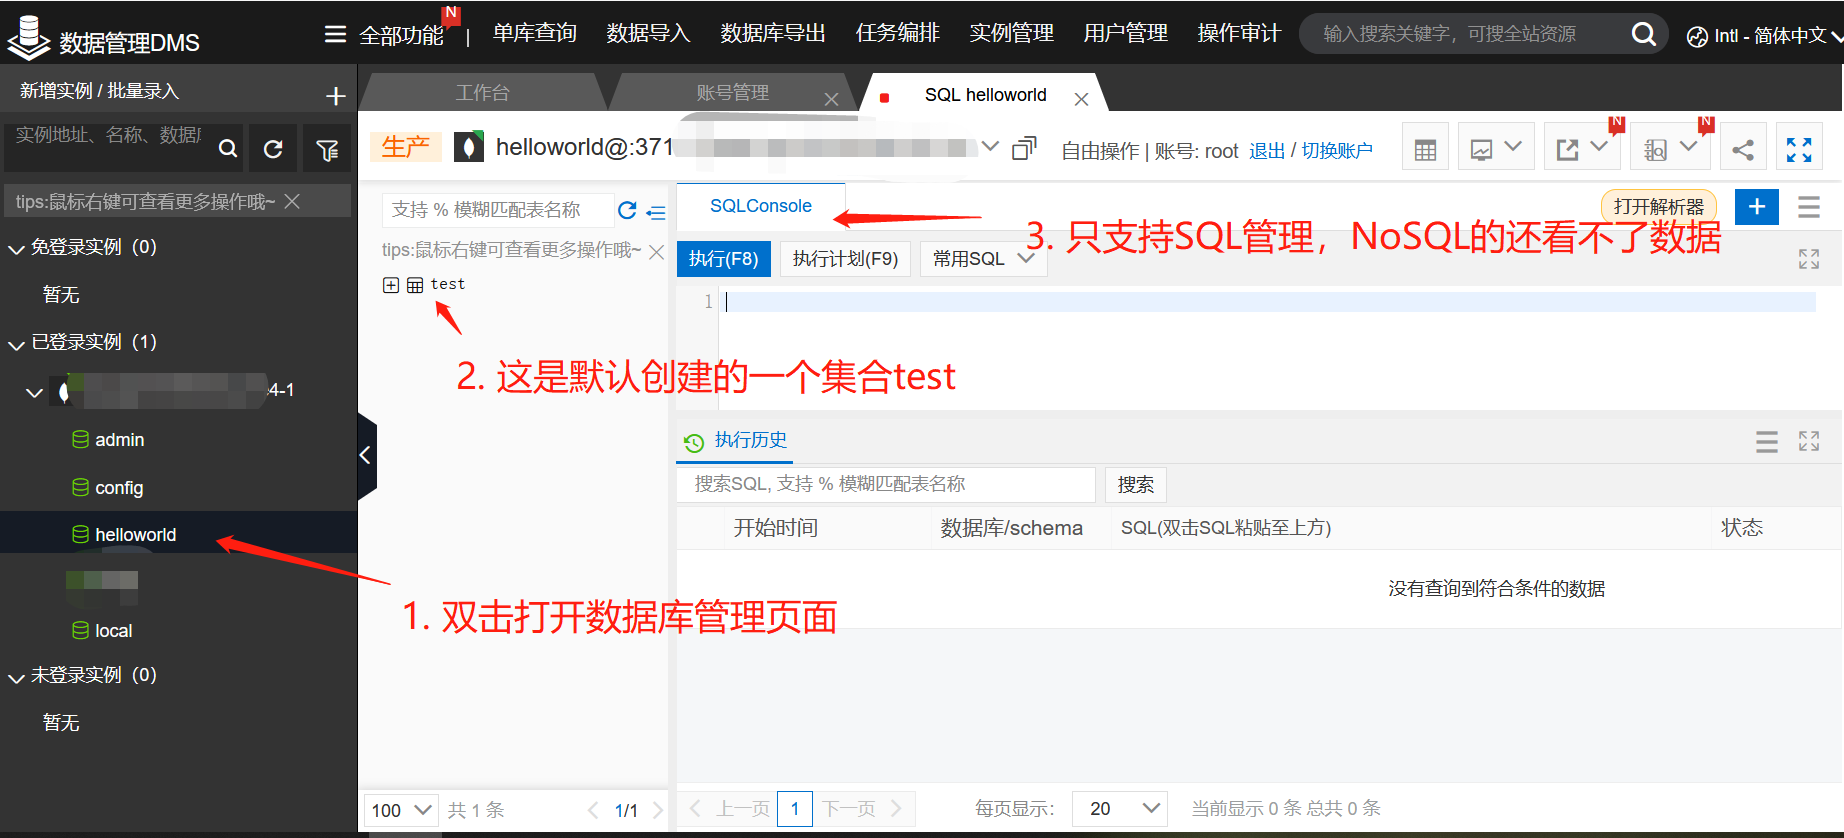 数据管理DMS
全部功能 N | 单库查询 数据导入 数据库导出 任务编排 实例管理 用户管理 操作审计 输入搜索关键字，可搜全站资源 Intl - 简体中文
新增实例 / 批量录入
实例地址、名称、数据库
tips:鼠标右键可查看更多操作哦~
免登录实例（0）
暂无
已登录实例（1）
4-1
admin
config
helloworld
local
未登录实例（0）
暂无
工作台 账号管理 SQL helloworld
生产 helloworld@:371
自由操作 | 账号: root 退出 / 切换账户
N N
支持 % 模糊匹配表名称
tips:鼠标右键可查看更多操作哦~
test
2. 这是默认创建的一个集合test
1. 双击打开数据库管理页面
100 共 1 条 1/1
SQLConsole 打开解析器
3. 只支持SQL管理，NoSQL的还看不了数据
执行(F8) 执行计划(F9) 常用SQL
1
执行历史
搜索SQL, 支持 % 模糊匹配表名称 搜索
开始时间 数据库/schema SQL(双击SQL粘贴至上方) 状态
没有查询到符合条件的数据
上一页 1 下一页 每页显示: 20 当前显示 0 条 总共 0 条